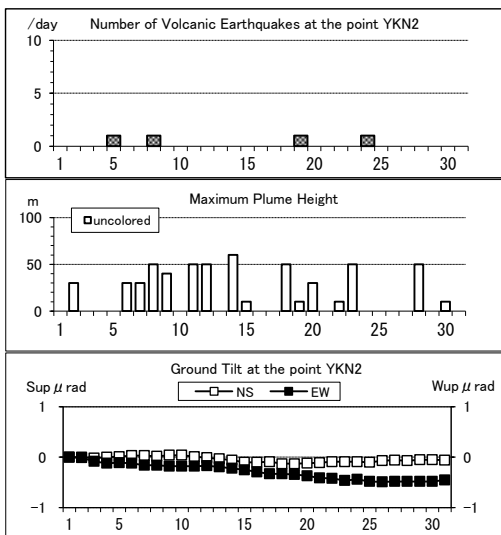 /day Number of Volcanic Earthquakes at the point YKN2
10
5
0
1 5 10 15 20 25 30
m Maximum Plume Height
100
uncolored
50
0
1 5 10 15 20 25 30
Ground Tilt at the point YKN2
Sup μ rad NS EW Wup μ rad
1 1
0 0
-1 -1
1 5 10 15 20 25 30